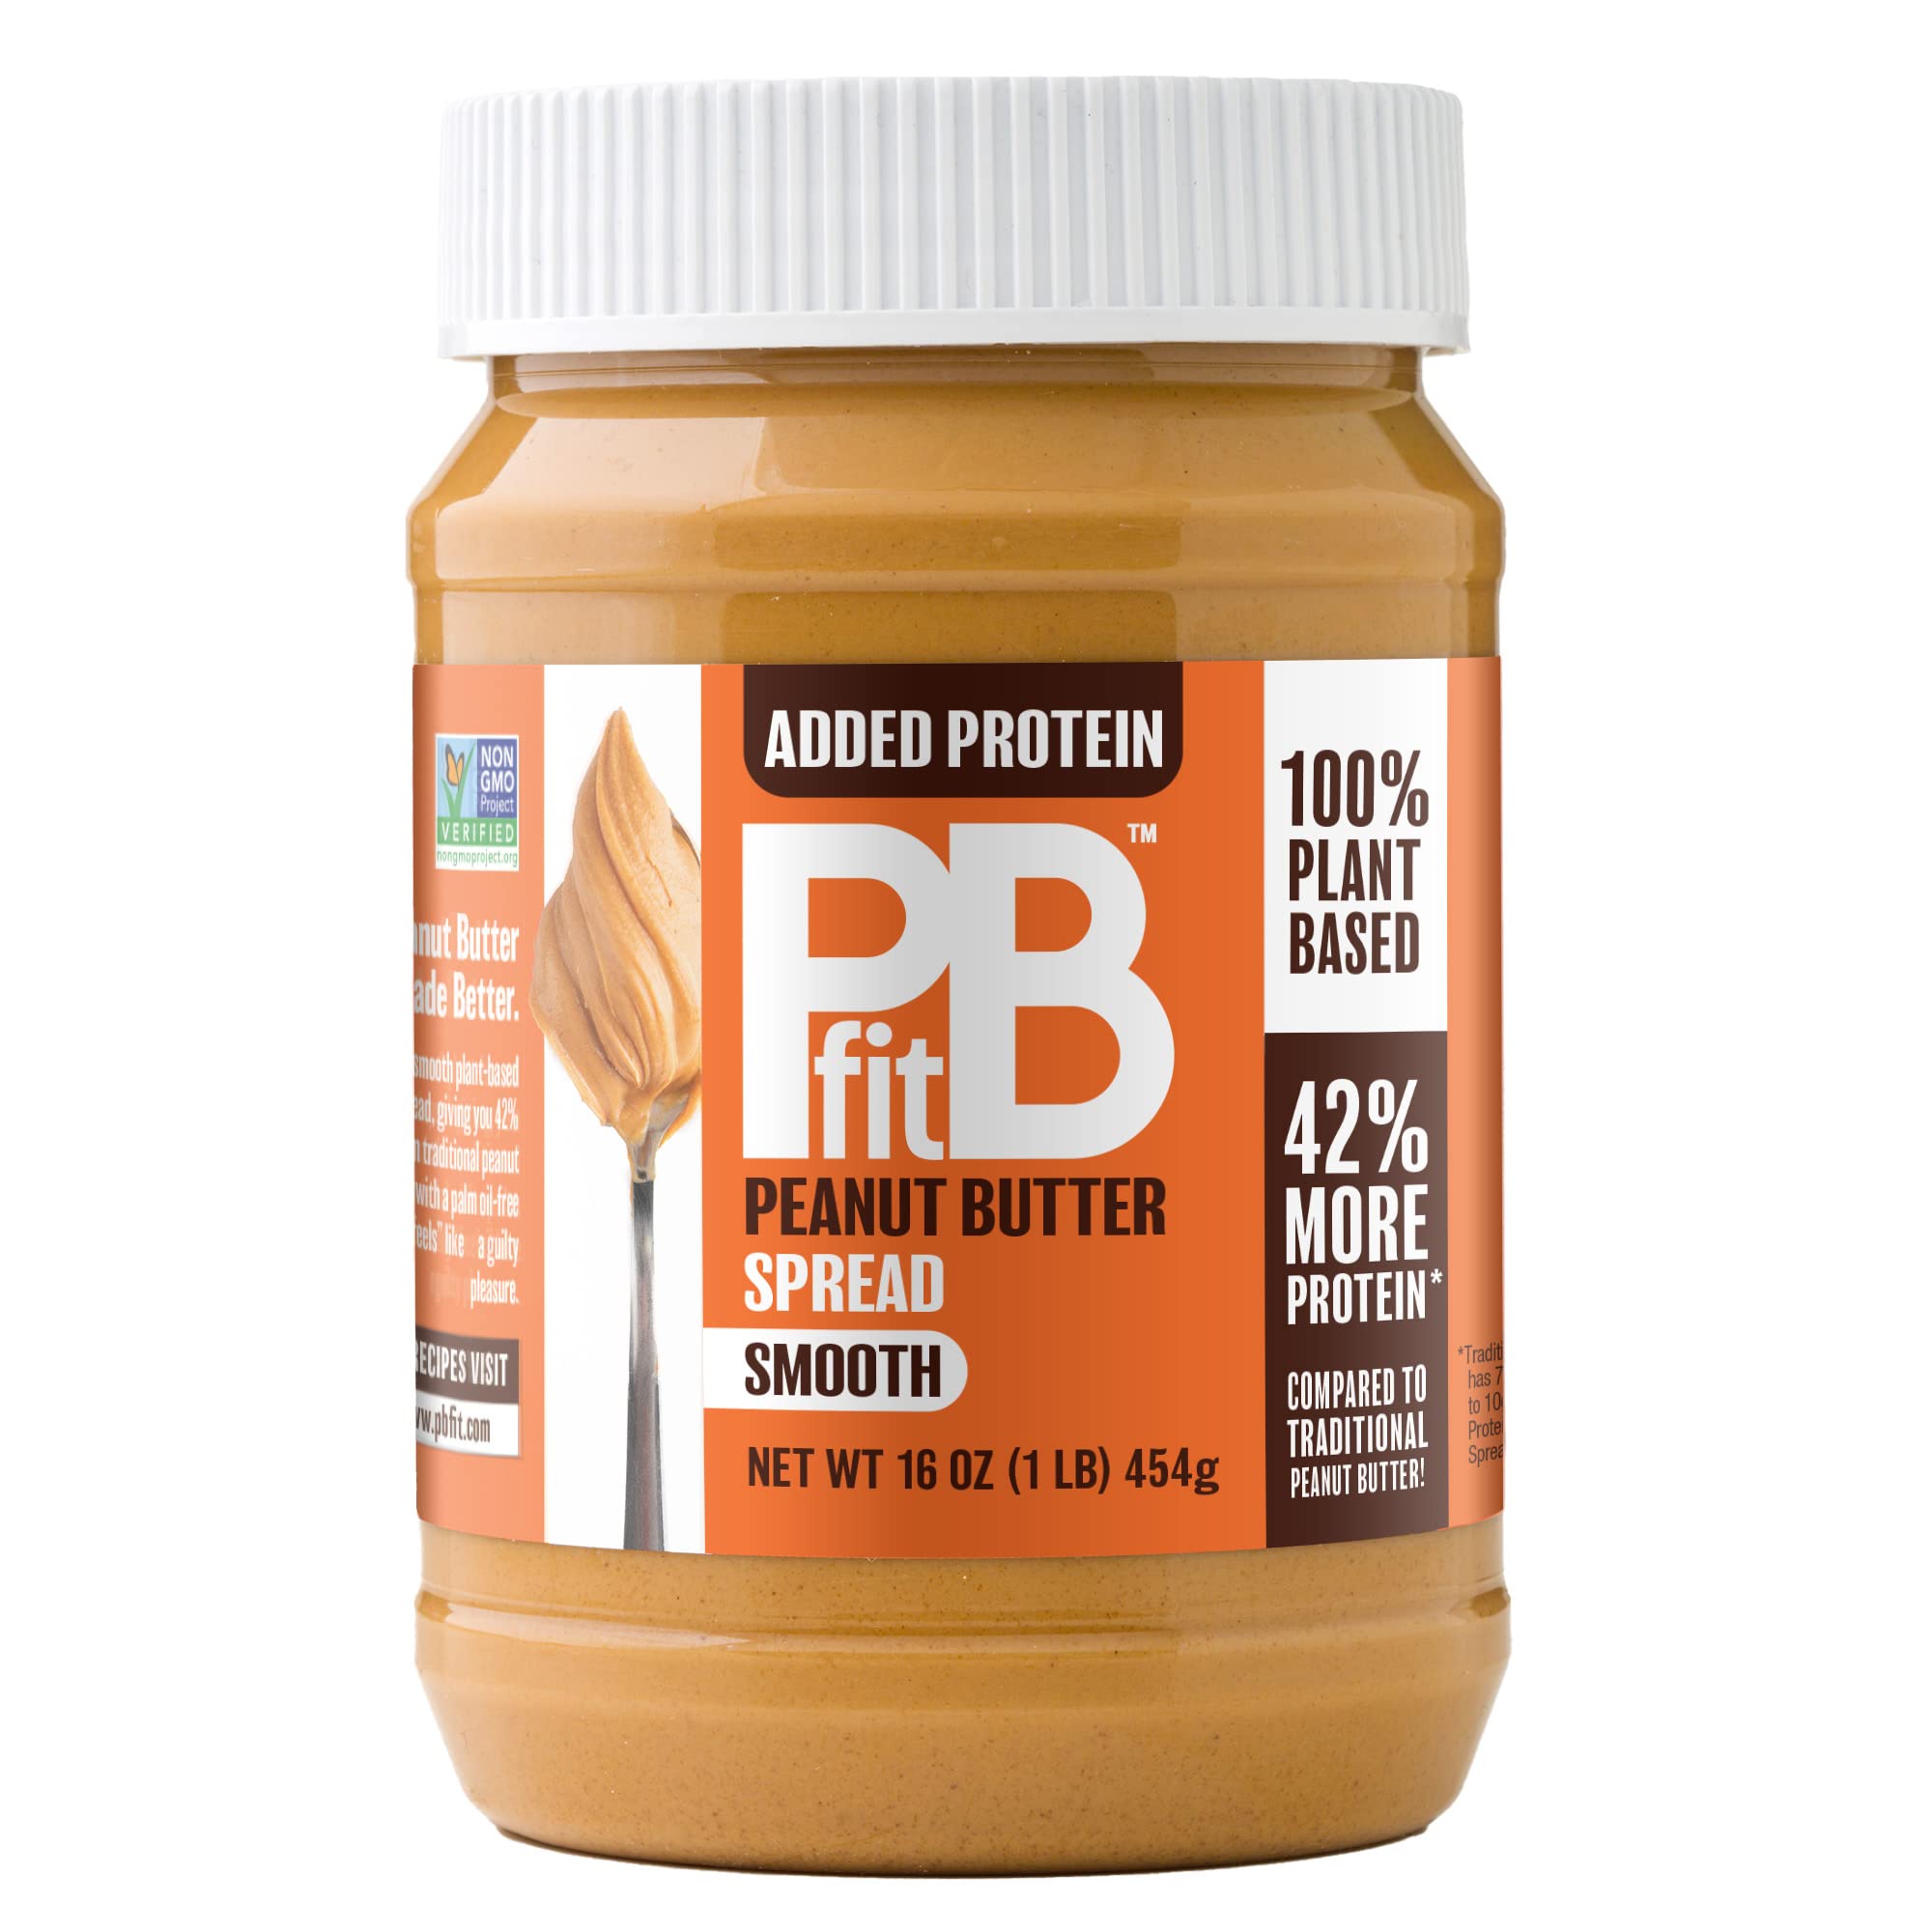 NON
GMO
Project
VERIFIED
nongmoproject.org
nut Butter
ade Better.
smooth plant-based
ead, giving you 42%
traditional peanut
with a palm oil-free
eels" like a guilty
pleasure.
RECIPES VISIT
w.pbfit.com
ADDED PROTEIN
PB™
fit
PEANUT BUTTER
SPREAD
SMOOTH
NET WT 16 OZ (1 LB) 454g
100%
PLANT
BASED
42%
MORE
PROTEIN*
COMPARED TO
TRADITIONAL
PEANUT BUTTER!
*Traditi
has 7
to 10
Prote
Sprea